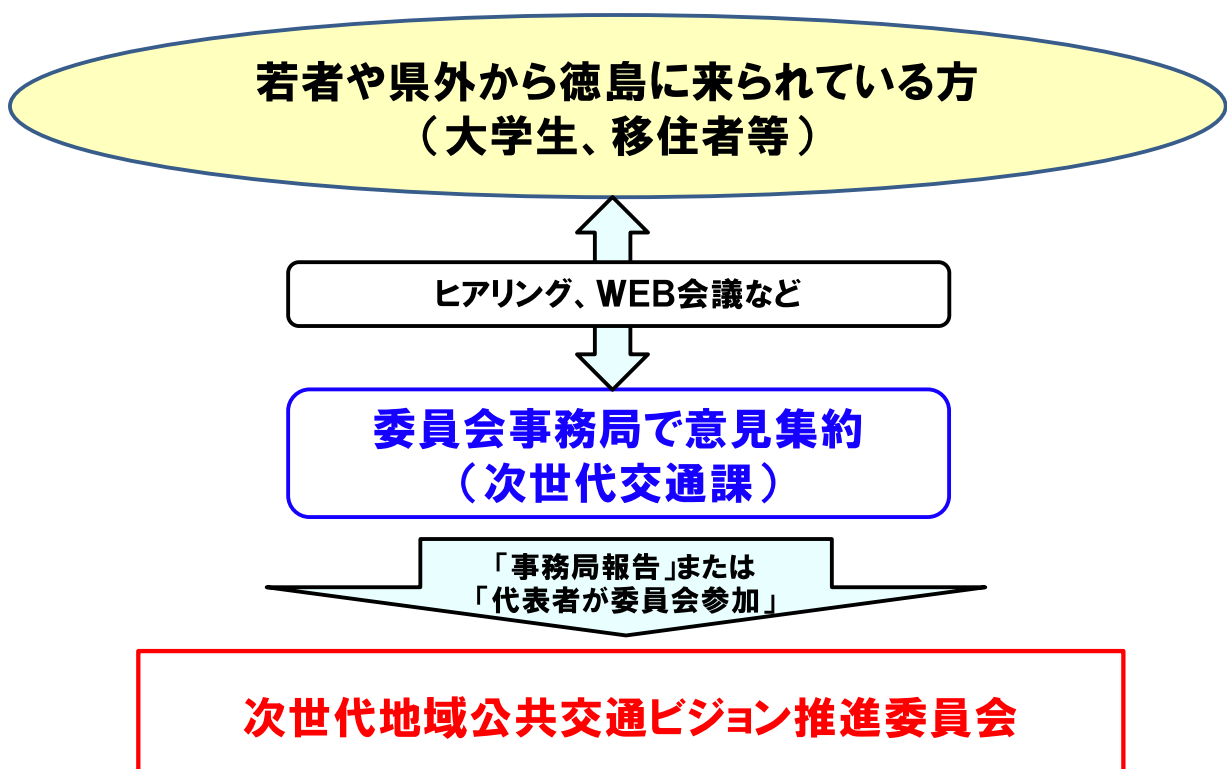 若者や県外から徳島に来られている方
（大学生、移住者等）
ヒアリング、WEB会議など
委員会事務局で意見集約
（次世代交通課）
「事務局報告」または
「代表者が委員会参加」
次世代地域公共交通ビジョン推進委員会